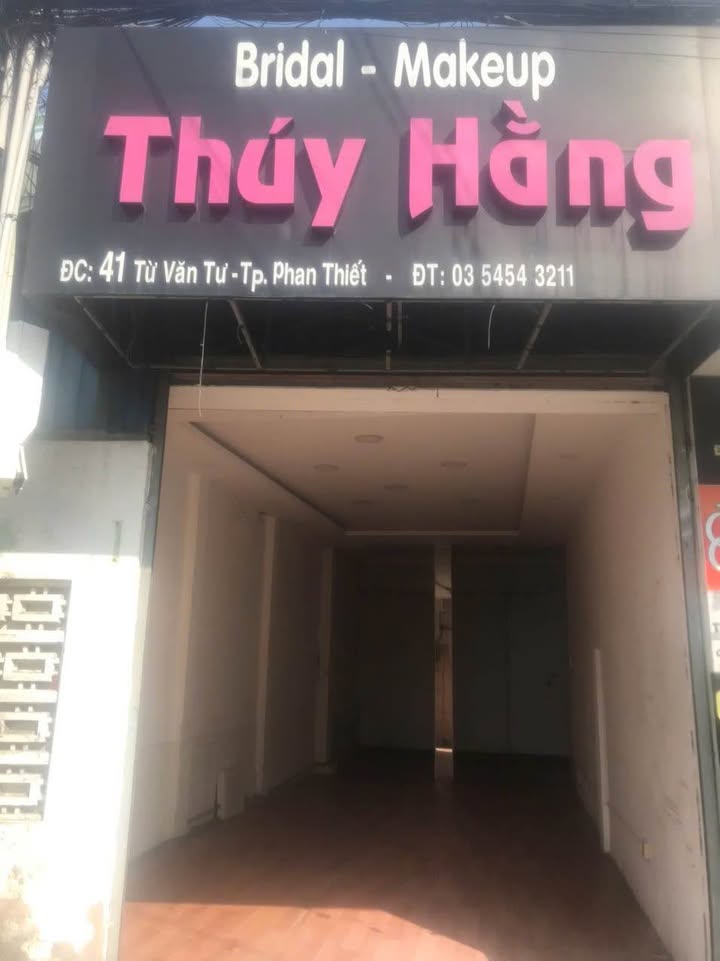 Bridal - Makeup
Thúy Hằng
ĐC: 41 Từ Văn Tư - Tp. Phan Thiết - ĐT: 03 5454 3211